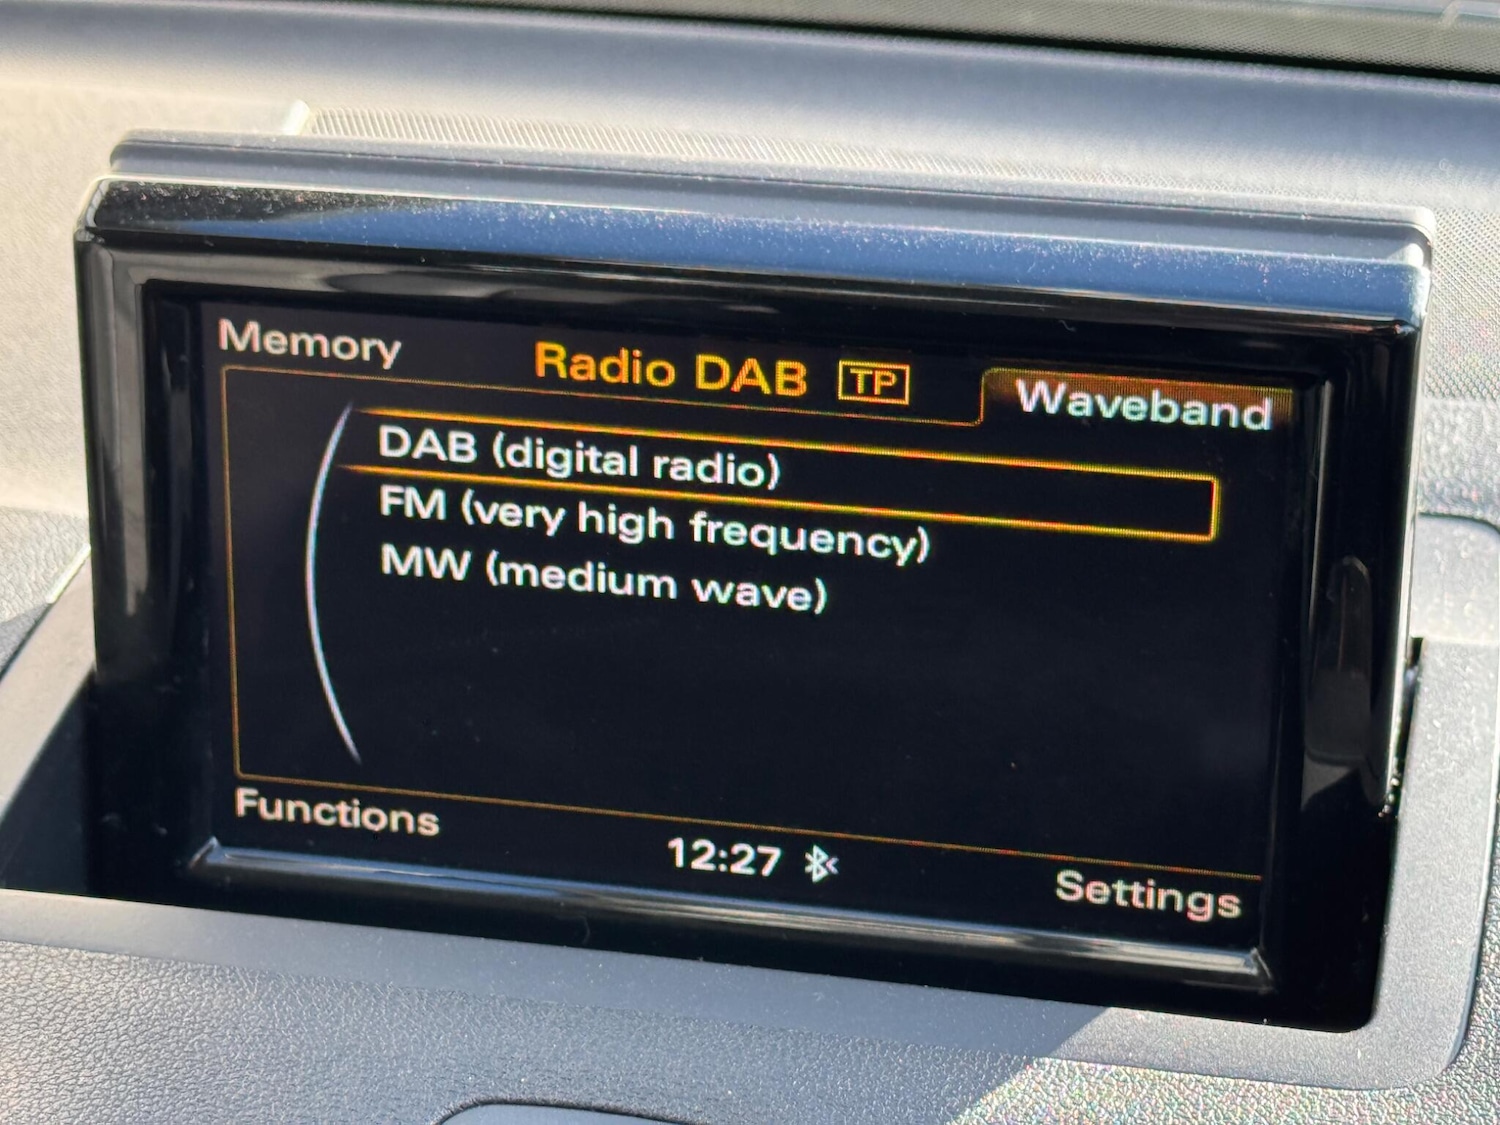 Memory
Radio DAB TP
Waveband
DAB (digital radio)
FM (very high frequency)
MW (medium wave)
Functions
12:27
Settings